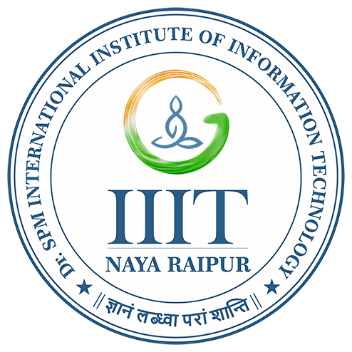 Dr. SPM INTERNATIONAL INSTITUTE OF INFORMATION TECHNOLOGY
IIIT
NAYA RAIPUR
|| ज्ञानं लब्ध्वा परां शान्ति ||